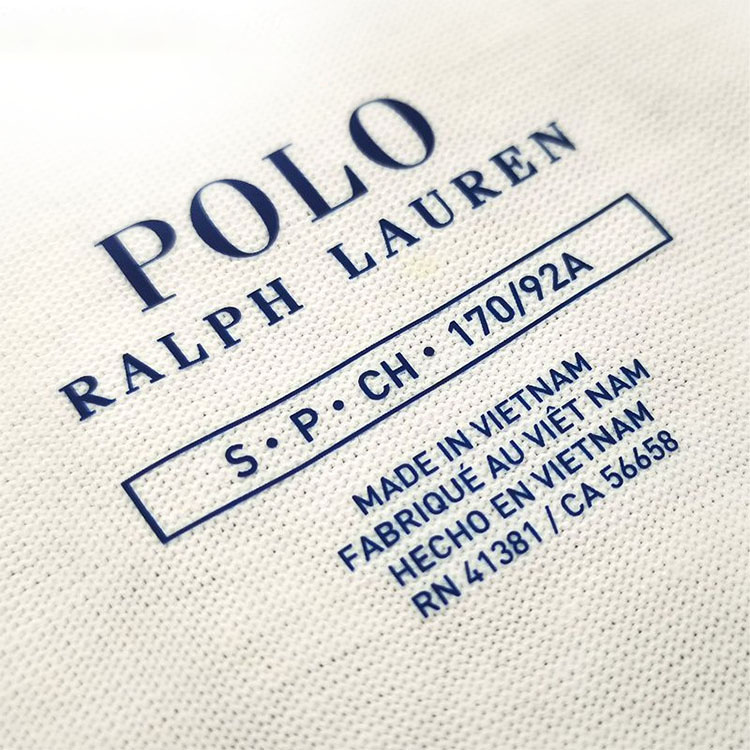 POLO
RALPH LAUREN
S • P • CH • 170/92A
MADE IN VIETNAM
FABRIQUÉ AU VIÊT NAM
HECHO EN VIETNAM
RN 41381 / CA 56658